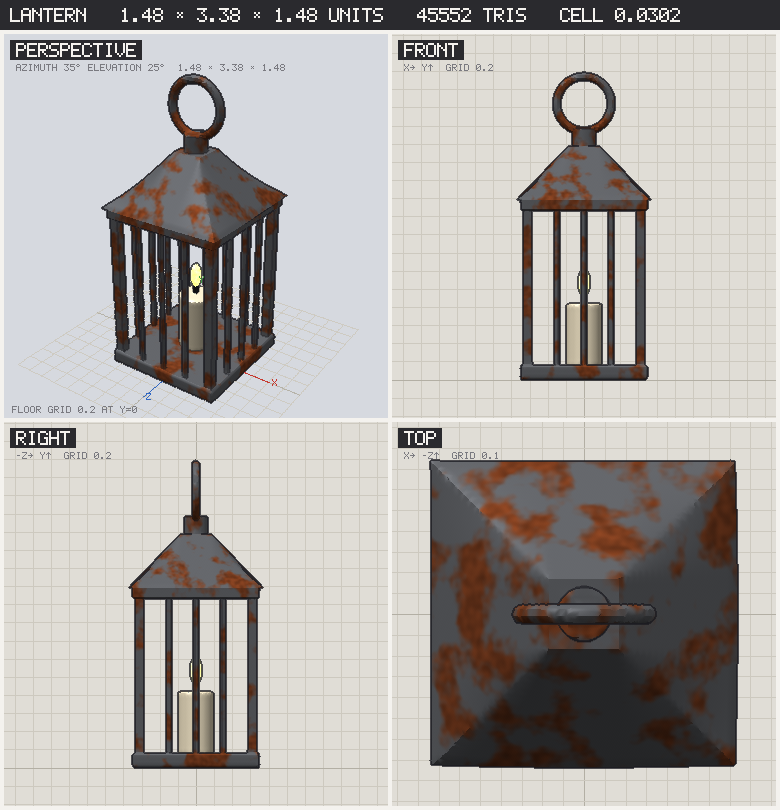 LANTERN 1.48 × 3.38 × 1.48 UNITS 45552 TRIS CELL 0.0302
PERSPECTIVE
AZIMUTH 35° ELEVATION 25° 1.48 × 3.38 × 1.48
X
-Z
FLOOR GRID 0.2 AT Y=0
FRONT
X→ Y↑ GRID 0.2
RIGHT
-Z→ Y↑ GRID 0.2
TOP
X→ -Z↑ GRID 0.1